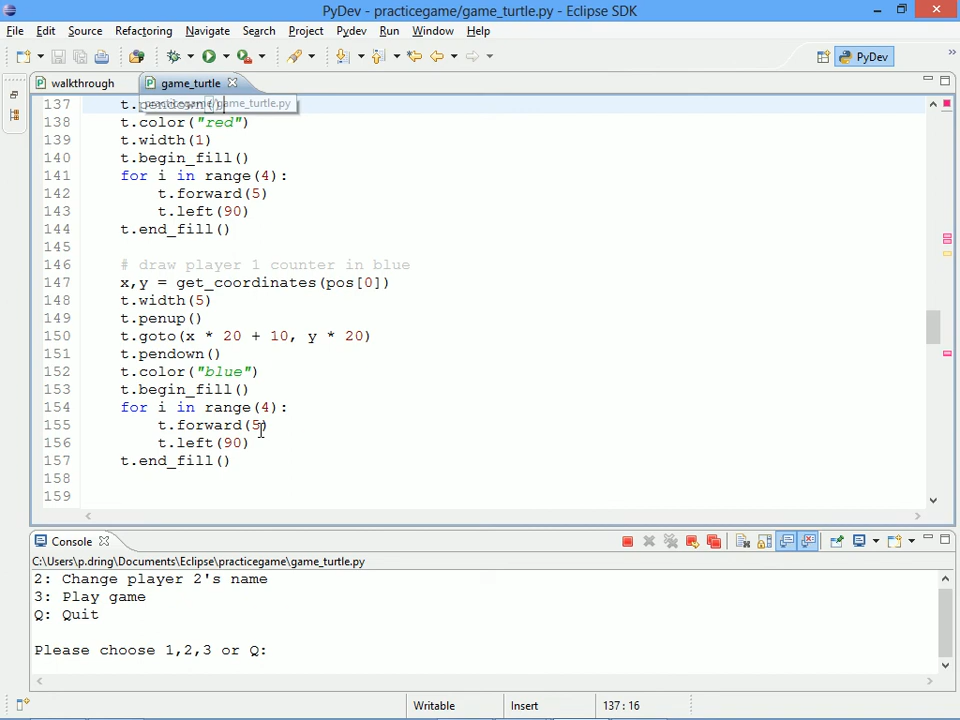 PyDev - practicegame/game_turtle.py - Eclipse SDK
File Edit Source Refactoring Navigate Search Project Pydev Run Window Help
PyDev
walkthrough game_turtle
practicegame/game_turtle.py
137 t.pendown()
138 t.color("red")
139 t.width(1)
140 t.begin_fill()
141 for i in range(4):
142 t.forward(5)
143 t.left(90)
144 t.end_fill()
145
146 # draw player 1 counter in blue
147 x,y = get_coordinates(pos[0])
148 t.width(5)
149 t.penup()
150 t.goto(x * 20 + 10, y * 20)
151 t.pendown()
152 t.color("blue")
153 t.begin_fill()
154 for i in range(4):
155 t.forward(5)
156 t.left(90)
157 t.end_fill()
158
159
Console
C:\Users\p.dring\Documents\Eclipse\practicegame\game_turtle.py
2: Change player 2's name
3: Play game
Q: Quit
Please choose 1,2,3 or Q:
Writable Insert 137 : 16